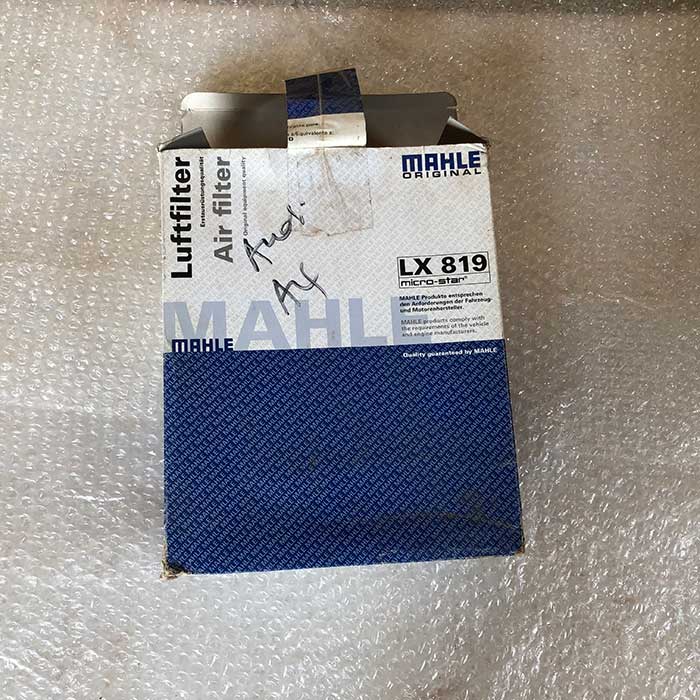 s/Equivalente a:
MAHLE
ORIGINAL
Luftfilter
Erstausrüstungsqualität
Air filter
Original equipment quality
Audi
A4
LX 819
micro-star®
MAHLE Produkte entsprechen
den Anforderungen der Fahrzeug-
und Motorenhersteller.
MAHLE products comply with
the requirements of the vehicle
and engine manufacturers.
MAHLE
MAHLE
Quality guaranteed by MAHLE